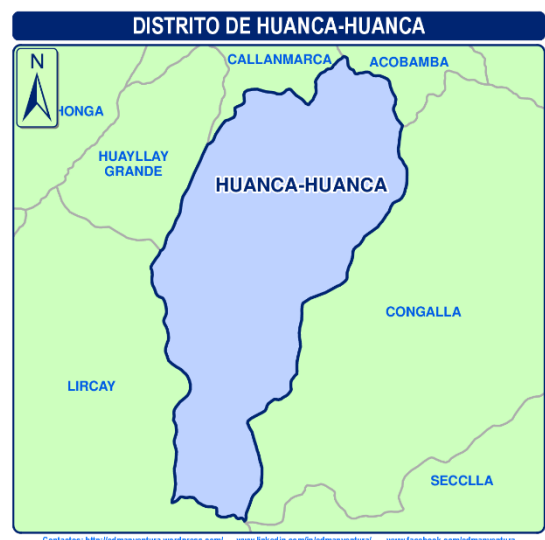 DISTRITO DE HUANCA-HUANCA
N
CALLANMARCA
ACOBAMBA
HONGA
HUAYLLAY
GRANDE
HUANCA-HUANCA
CONGALLA
LIRCAY
SECCLLA